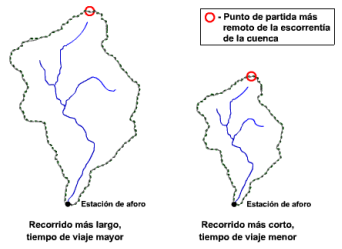 - Punto de partida más
remoto de la escorrentía
de la cuenca
Estación de aforo
Estación de aforo
Recorrido más largo,
tiempo de viaje mayor
Recorrido más corto,
tiempo de viaje menor